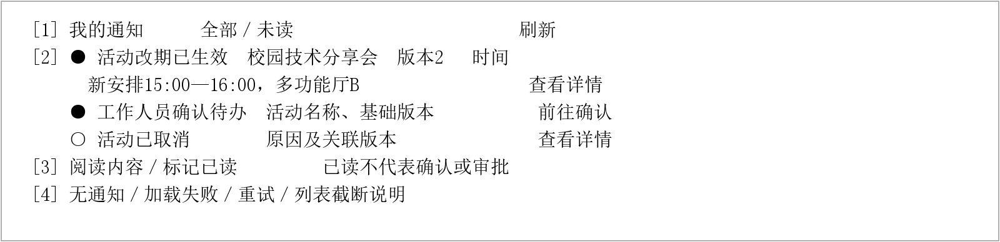 [1] 我的通知 全部 / 未读 刷新
[2] ● 活动改期已生效 校园技术分享会 版本2 时间
新安排15:00—16:00，多功能厅B 查看详情
● 工作人员确认待办 活动名称、基础版本 前往确认
○ 活动已取消 原因及关联版本 查看详情
[3] 阅读内容 / 标记已读 已读不代表确认或审批
[4] 无通知 / 加载失败 / 重试 / 列表截断说明